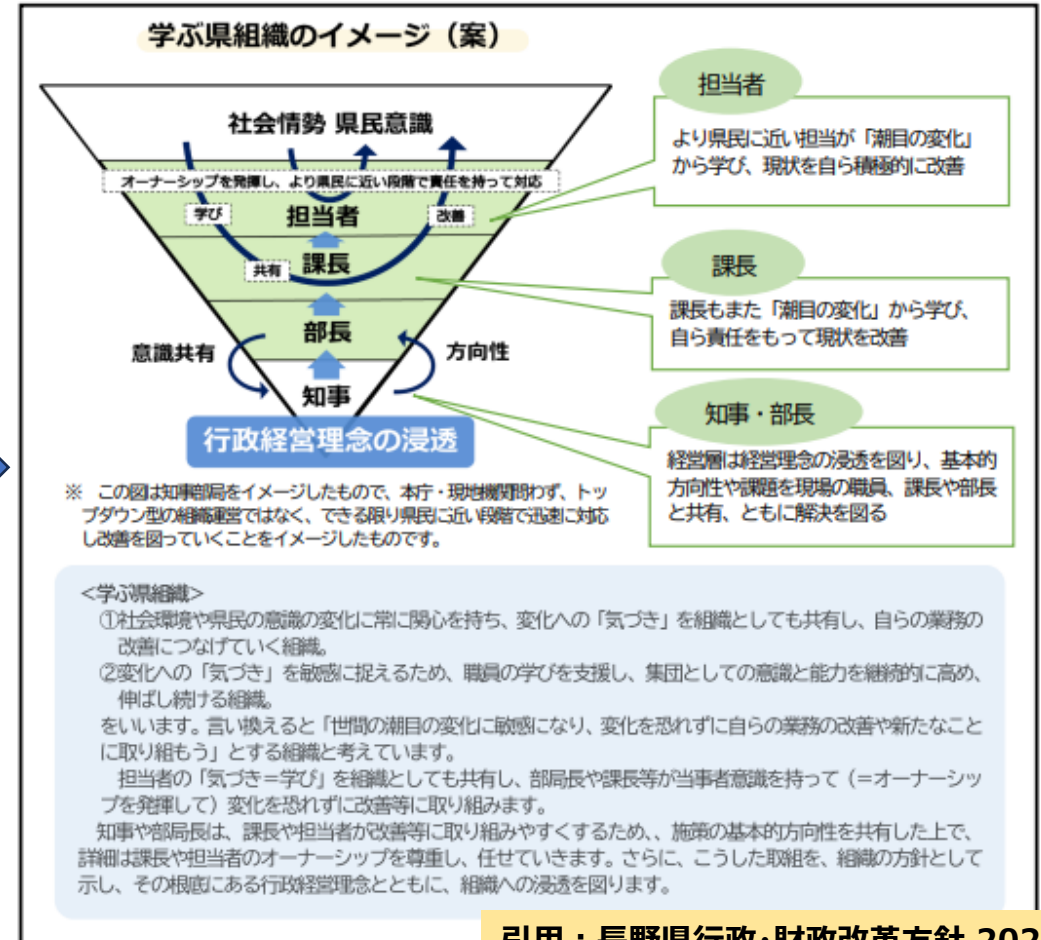 学ぶ県組織のイメージ（案）
社会情勢 県民意識
オーナーシップを発揮し、より県民に近い段階で責任を持って対応
学び
担当者
改善
共有
課長
部長
意識共有
方向性
知事
行政経営理念の浸透
※　この図は知事部局をイメージしたもので、本庁・現地機関問わず、トッ
プダウン型の組織運営ではなく、できる限り県民に近い段階で迅速に対応
し改善を図っていくことをイメージしたものです。
担当者
より県民に近い担当が「潮目の変化」
から学び、現状を自ら積極的に改善
課長
課長もまた「潮目の変化」から学び、
自ら責任をもって現状を改善
知事・部長
経営層は経営理念の浸透を図り、基本的
方向性や課題を現場の職員、課長や部長
と共有、ともに解決を図る
＜学ぶ県組織＞
①社会環境や県民の意識の変化に常に関心を持ち、変化への「気づき」を組織としても共有し、自らの業務の
改善につなげていく組織。
②変化への「気づき」を敏感に捉えるため、職員の学びを支援し、集団としての意識と能力を継続的に高め、
伸ばし続ける組織。
をいいます。言い換えると「世間の潮目の変化に敏感になり、変化を恐れずに自らの業務の改善や新たなこと
に取り組もう」とする組織と考えています。
担当者の「気づき＝学び」を組織としても共有し、部局長や課長等が当事者意識を持って（＝オーナーシッ
プを発揮して）変化を恐れずに改善等に取り組みます。
知事や部局長は、課長や担当者が改善等に取り組みやすくするため、、施策の基本的方向性を共有した上で、
詳細は課長や担当者のオーナーシップを尊重し、任せていきます。さらに、こうした取組を、組織の方針として
示し、その根底にある行政経営理念とともに、組織への浸透を図ります。
引用：長野県行政･財政改革方針 202